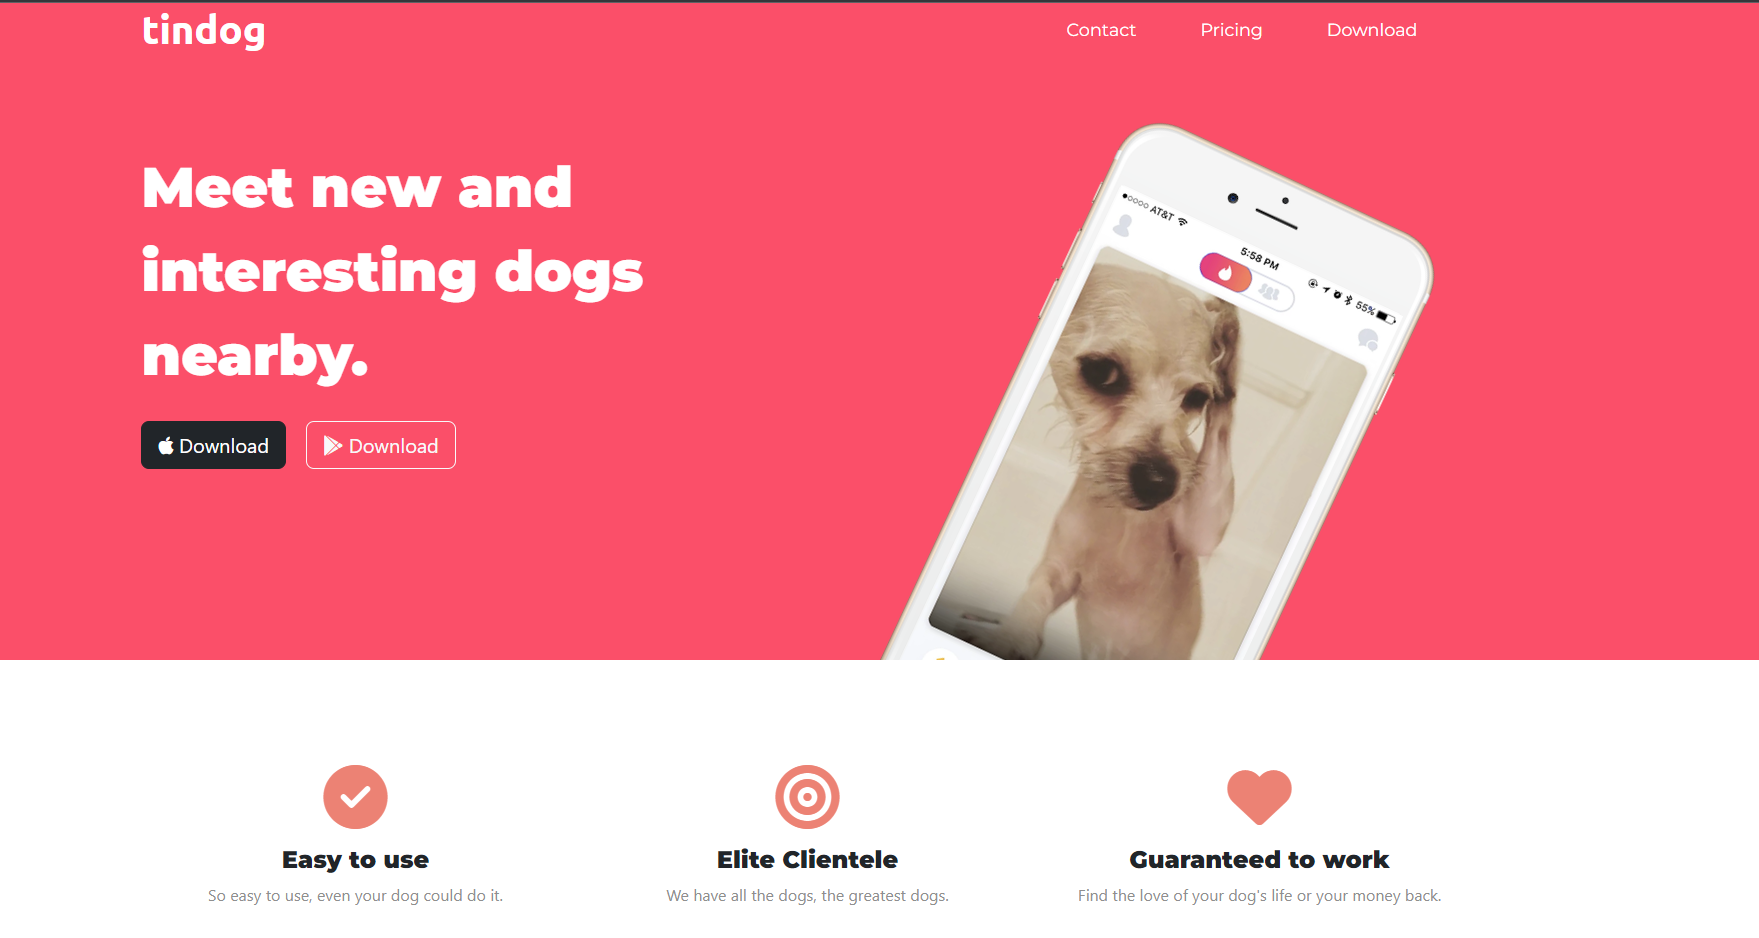 tindog
Contact Pricing Download
Meet new and
interesting dogs
nearby.
Download Download
AT&T
5:58 PM
55%
Easy to use
Elite Clientele
Guaranteed to work
So easy to use, even your dog could do it.
We have all the dogs, the greatest dogs.
Find the love of your dog's life or your money back.